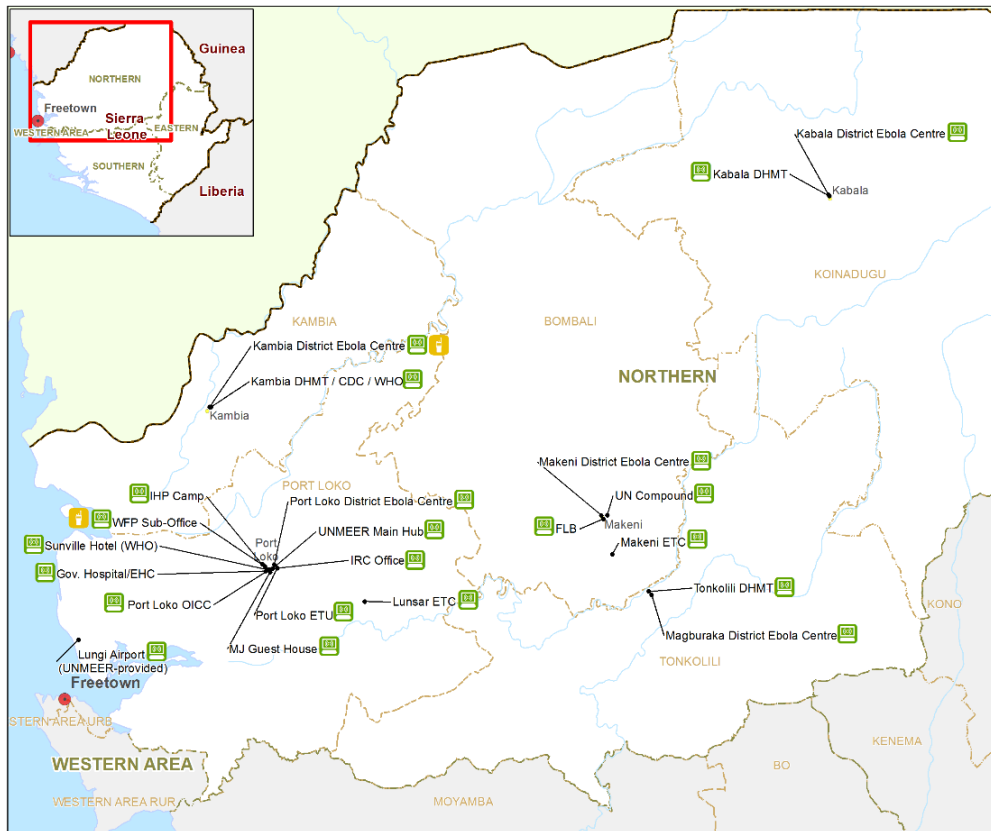 Guinea
NORTHERN
Freetown
Sierra
WESTERN AREA
Leone
EASTERN
SOUTHERN
Liberia
Kabala District Ebola Centre
Kabala DHMT
Kabala
KOINADUGU
KAMBIA
BOMBALI
Kambia District Ebola Centre
NORTHERN
Kambia DHMT / CDC / WHO
Kambia
Makeni District Ebola Centre
PORT LOKO
IHP Camp
Port Loko District Ebola Centre
UN Compound
WFP Sub-Office
UNMEER Main Hub
FLB
Makeni
Sunville Hotel (WHO)
Port
Loko
IRC Office
Makeni ETC
Gov. Hospital/EHC
Tonkolili DHMT
Port Loko OICC
Port Loko ETU
Lunsar ETC
KONO
Magburaka District Ebola Centre
MJ Guest House
Lungi Airport
(UNMEER-provided)
TONKOLILI
Freetown
STERN AREA URB
KENEMA
WESTERN AREA
BO
WESTERN AREA RUR
MOYAMBA